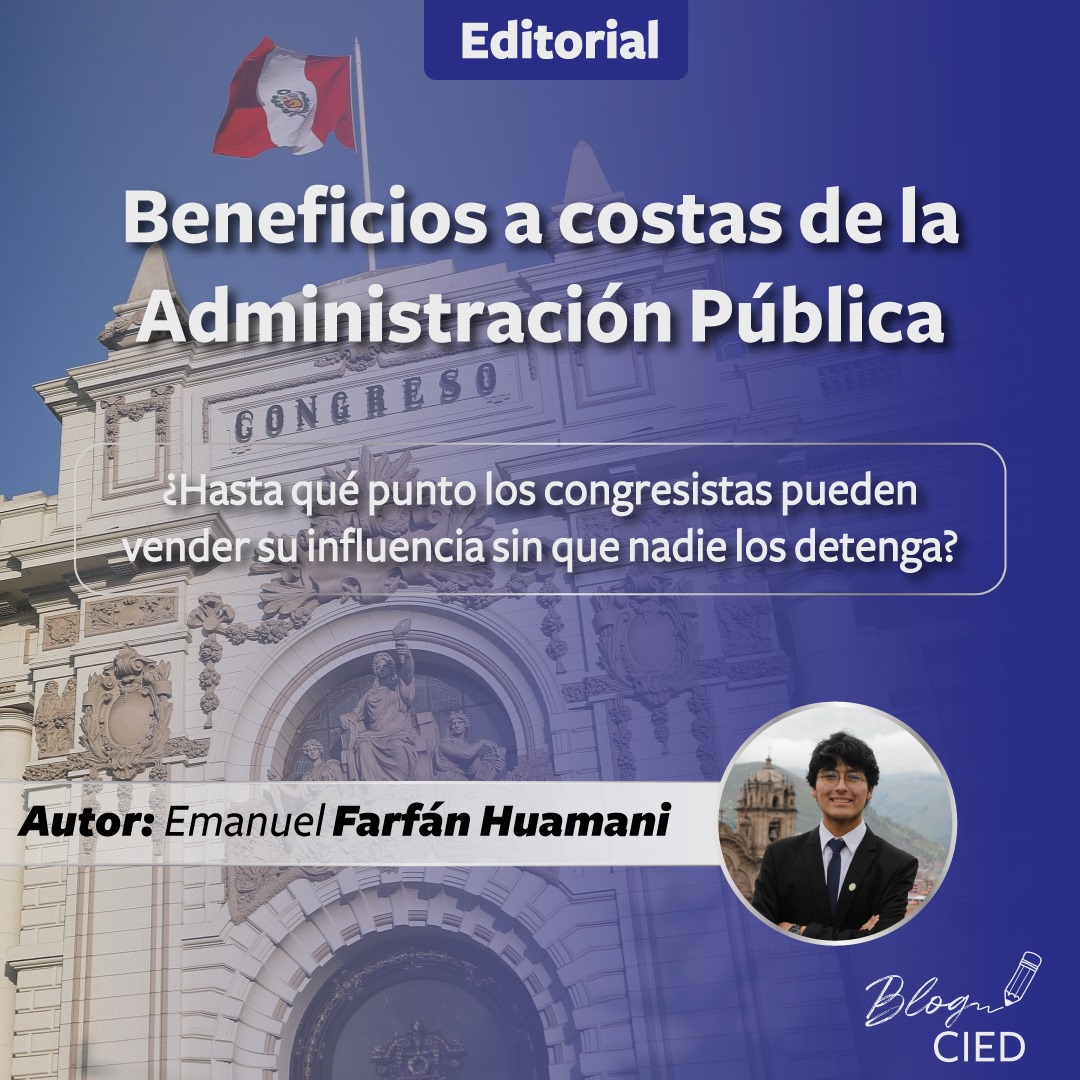 Editorial
Beneficios a costas de la
Administración Pública
CONGRESO
¿Hasta qué punto los congresistas pueden
vender su influencia sin que nadie los detenga?
Autor: Emanuel Farfán Huamani
Blog
CIED